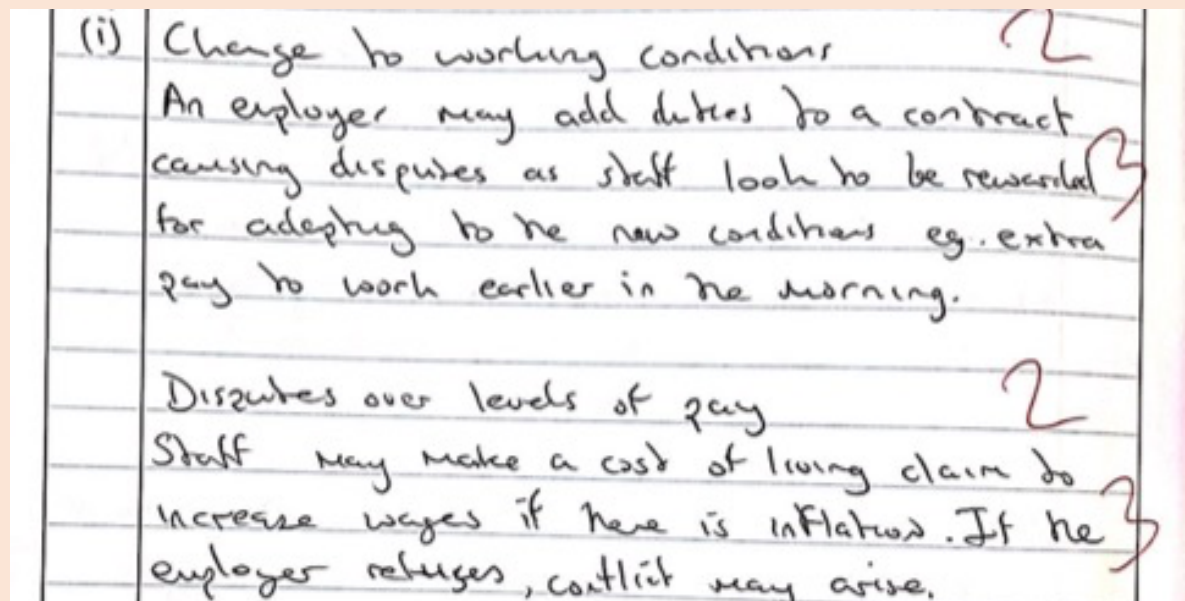 (i) Change to working conditions 2
An employer may add duties to a contract
causing disputes as staff look to be rewarded 3
for adapting to the new conditions eg. extra
pay to work earlier in the morning.
Disputes over levels of pay 2
Staff may make a cost of living claim to
increase wages if there is inflation. If the 3
employer refuses, conflict may arise.